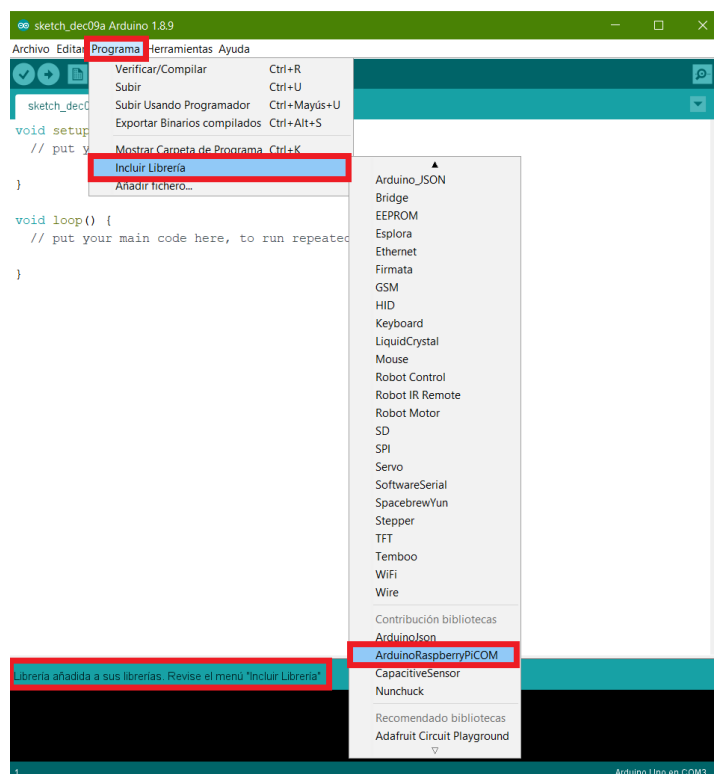 sketch_dec09a Arduino 1.8.9
Archivo Editar Programa Herramientas Ayuda
Verificar/Compilar Ctrl+R
Subir Ctrl+U
Subir Usando Programador Ctrl+Mayús+U
Exportar Binarios compilados Ctrl+Alt+S
Mostrar Carpeta de Programa Ctrl+K
Incluir Librería
Añadir fichero...
sketch_dec0
void setup
// put y
}
void loop() {
// put your main code here, to run repeated
}
Arduino_JSON
Bridge
EEPROM
Esplora
Ethernet
Firmata
GSM
HID
Keyboard
LiquidCrystal
Mouse
Robot Control
Robot IR Remote
Robot Motor
SD
SPI
Servo
SoftwareSerial
SpacebrewYun
Stepper
TFT
Temboo
WiFi
Wire
Contribución bibliotecas
ArduinoJson
ArduinoRaspberryPiCOM
CapacitiveSensor
Nunchuck
Recomendado bibliotecas
Adafruit Circuit Playground
Librería añadida a sus librerías. Revise el menú "Incluir Librería"
1
Arduino Uno en COM3